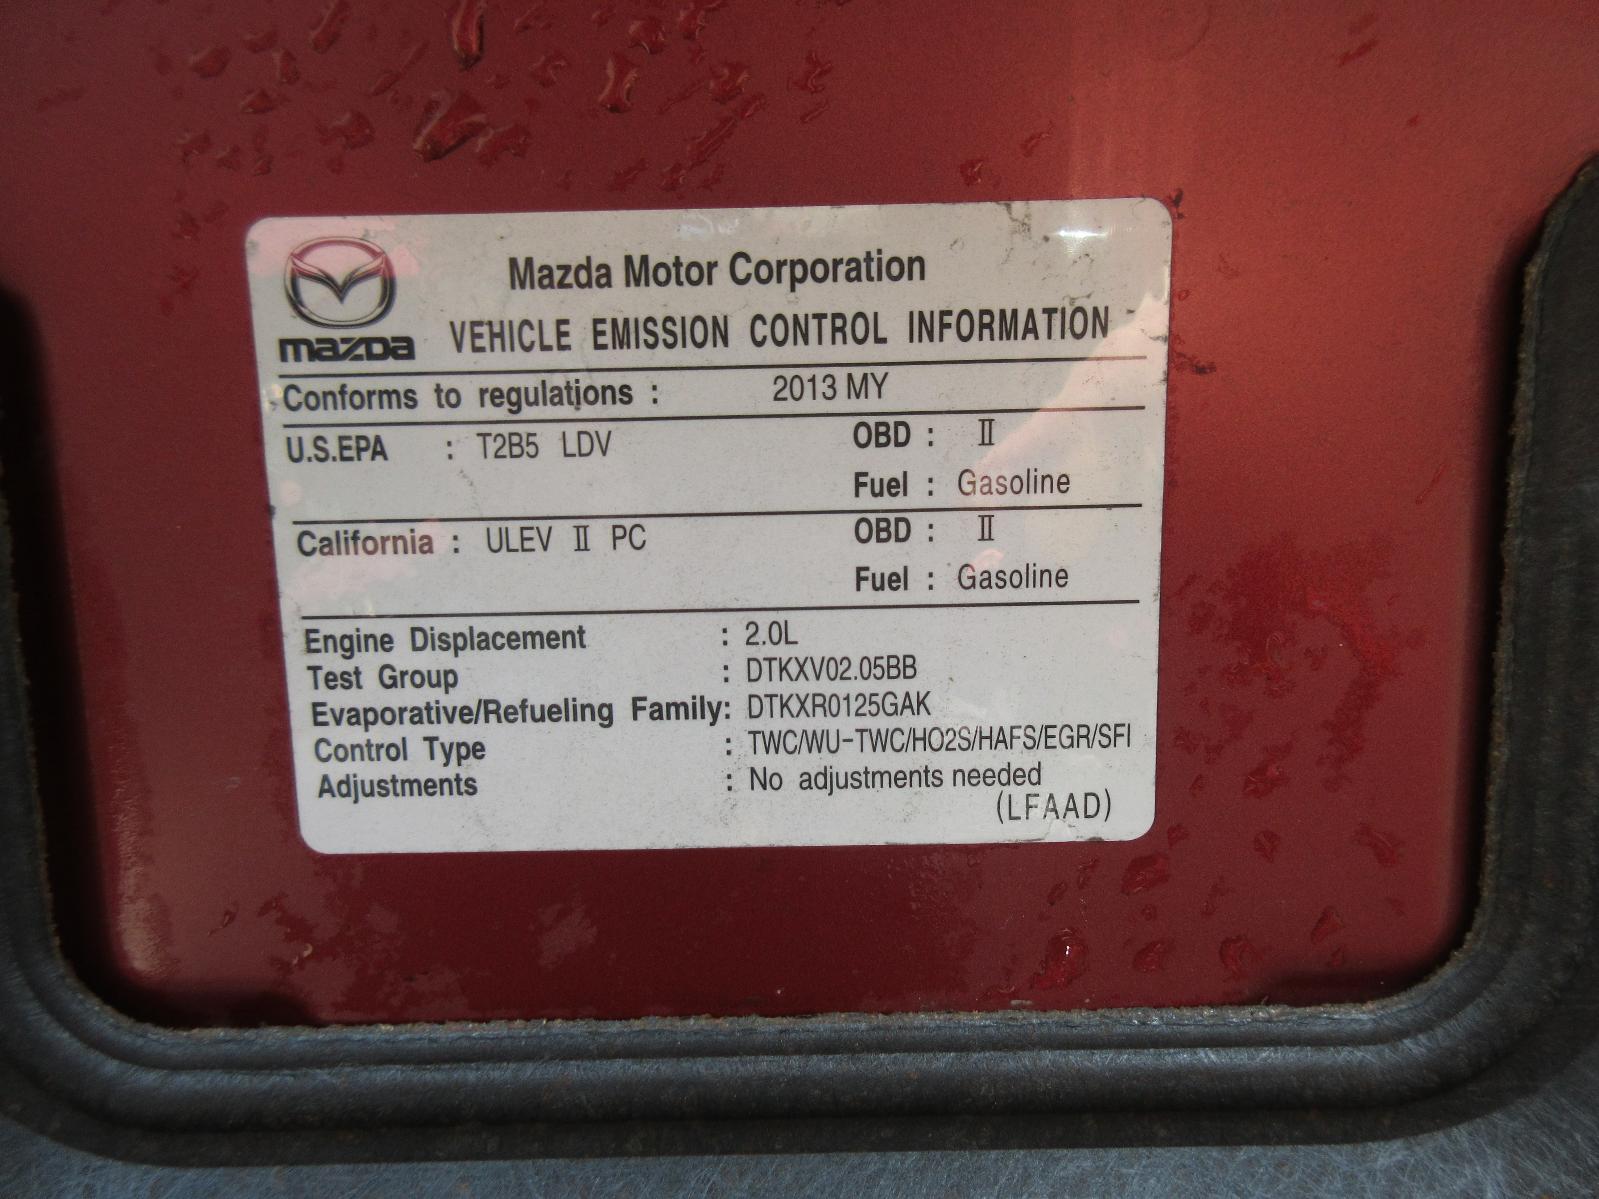 Mazda Motor Corporation
mazda VEHICLE EMISSION CONTROL INFORMATION
Conforms to regulations : 2013 MY
U.S.EPA : T2B5 LDV OBD : II
Fuel : Gasoline
California : ULEV II PC OBD : II
Fuel : Gasoline
Engine Displacement : 2.0L
Test Group : DTKXV02.05BB
Evaporative/Refueling Family: DTKXR0125GAK
Control Type : TWC/WU-TWC/HO2S/HAFS/EGR/SFI
Adjustments : No adjustments needed
(LFAAD)